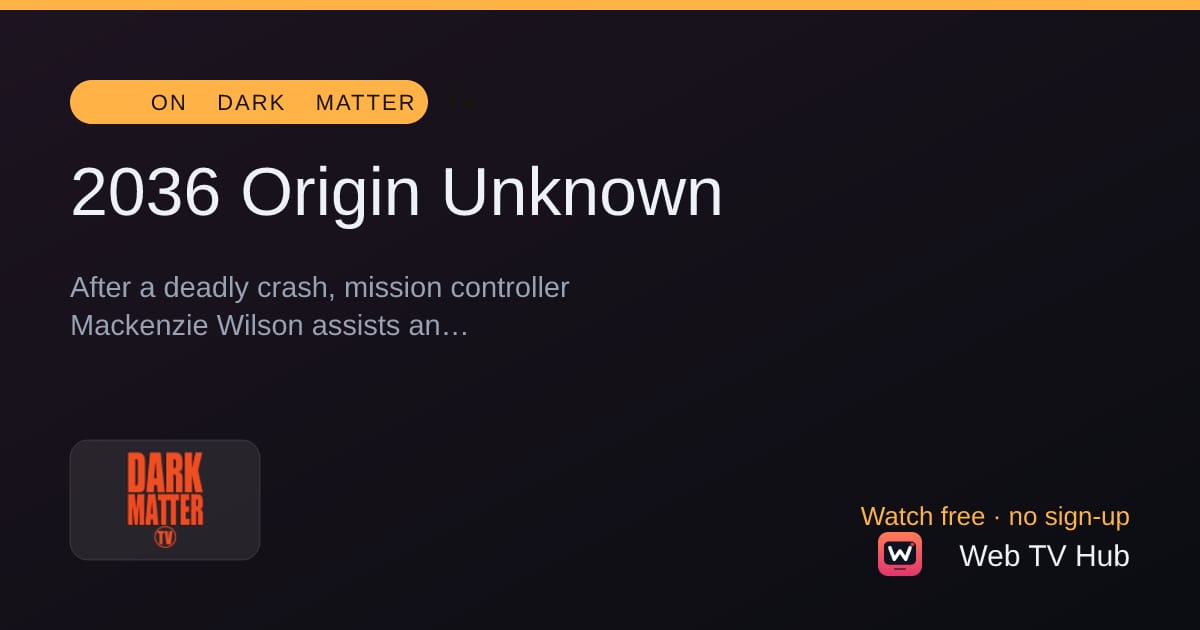 ON DARK MATTER TV
2036 Origin Unknown
After a deadly crash, mission controller
Mackenzie Wilson assists an…
DARK
MATTER
TV
Watch free · no sign-up
W
Web TV Hub